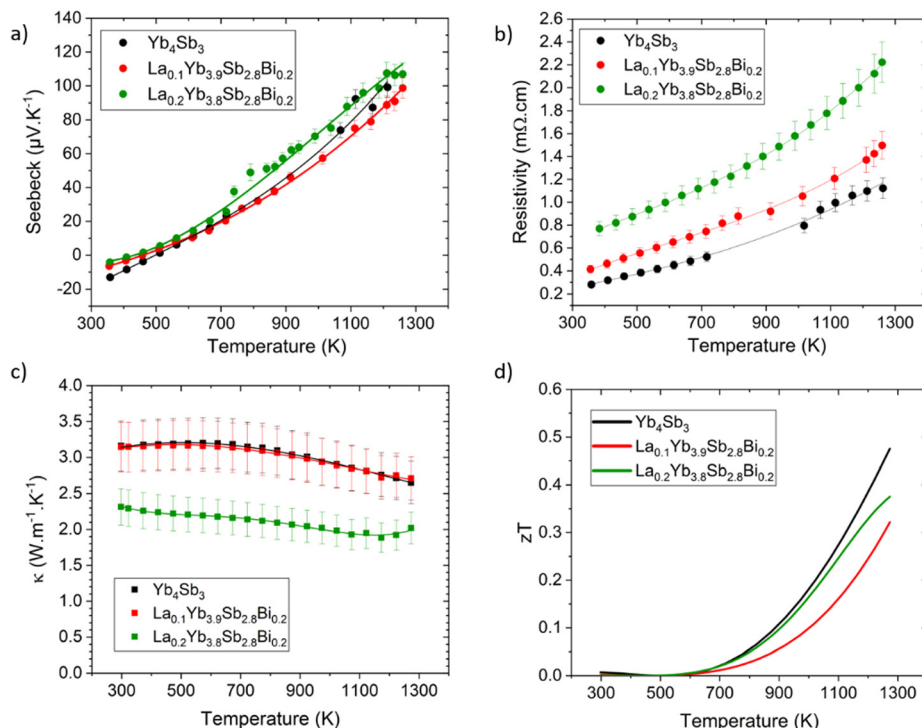 a)
140
120
100
80
60
40
20
0
-20
Seebeck (µV.K⁻¹)
Yb₄Sb₃
La₀.₁Yb₃.₉Sb₂.₈Bi₀.₂
La₀.₂Yb₃.₈Sb₂.₈Bi₀.₂
300 500 700 900 1100 1300
Temperature (K)
b)
2.6
2.4
2.2
2.0
1.8
1.6
1.4
1.2
1.0
0.8
0.6
0.4
0.2
Resistivity (mΩ.cm)
Yb₄Sb₃
La₀.₁Yb₃.₉Sb₂.₈Bi₀.₂
La₀.₂Yb₃.₈Sb₂.₈Bi₀.₂
300 500 700 900 1100 1300
Temperature (K)
c)
4.0
3.5
3.0
2.5
2.0
1.5
1.0
0.5
0.0
κ (W.m⁻¹.K⁻¹)
Yb₄Sb₃
La₀.₁Yb₃.₉Sb₂.₈Bi₀.₂
La₀.₂Yb₃.₈Sb₂.₈Bi₀.₂
300 500 700 900 1100 1300
Temperature (K)
d)
0.6
0.5
0.4
0.3
0.2
0.1
0.0
zT
Yb₄Sb₃
La₀.₁Yb₃.₉Sb₂.₈Bi₀.₂
La₀.₂Yb₃.₈Sb₂.₈Bi₀.₂
300 500 700 900 1100 1300
Temperature (K)